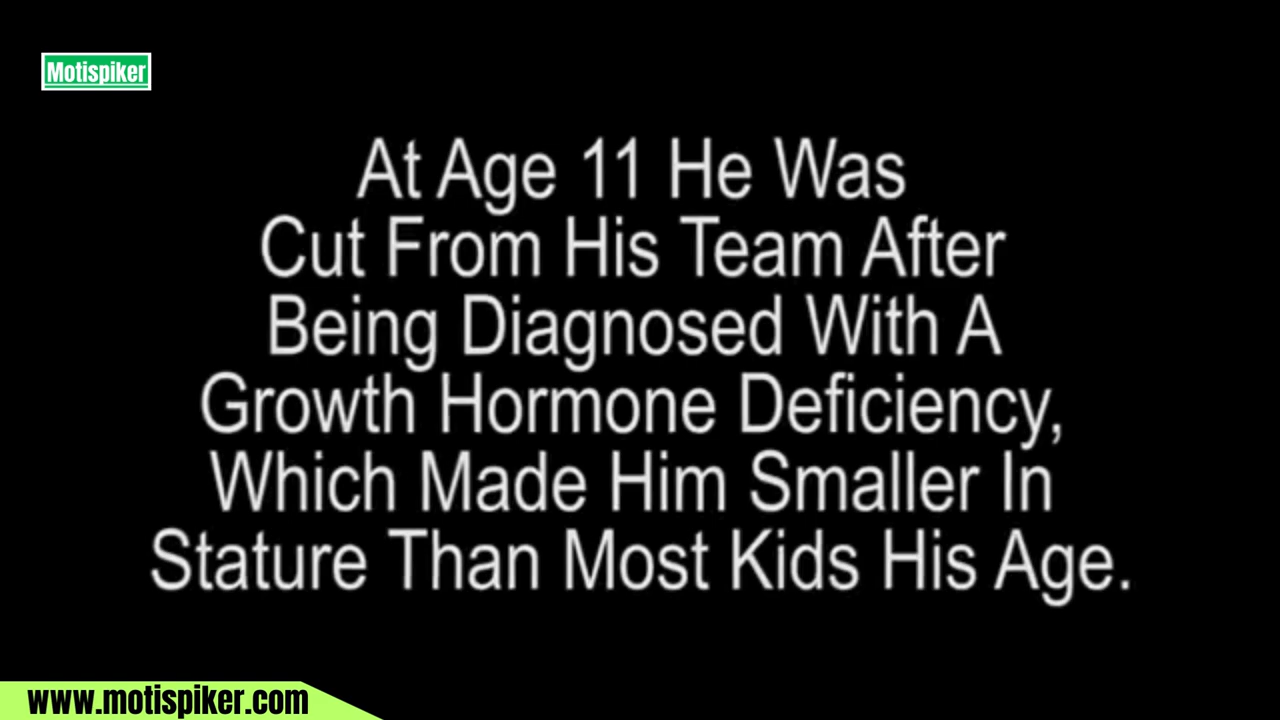 Motispiker
At Age 11 He Was
Cut From His Team After
Being Diagnosed With A
Growth Hormone Deficiency,
Which Made Him Smaller In
Stature Than Most Kids His Age.
www.motispiker.com